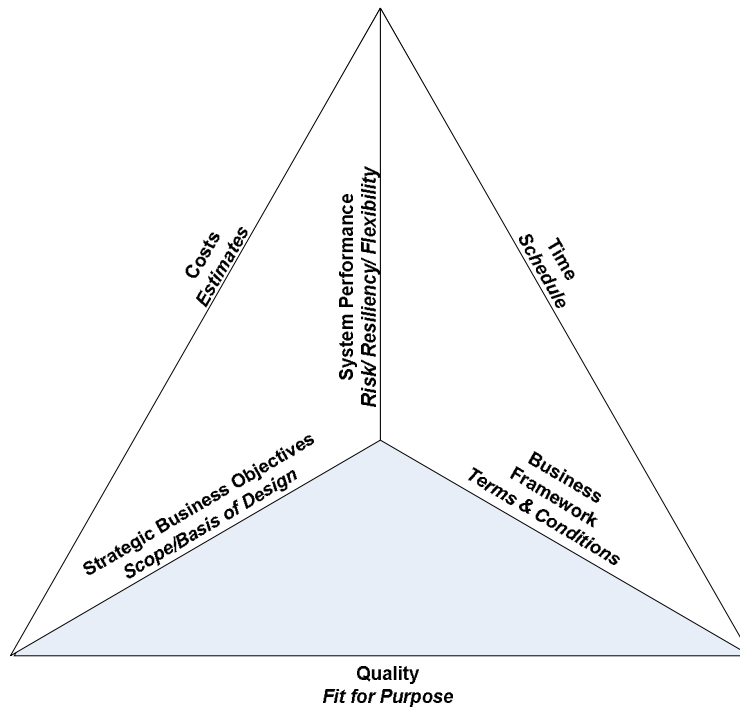 Costs
Estimates
System Performance
Risk/ Resiliency/ Flexibility
Time
Schedule
Strategic Business Objectives
Scope/Basis of Design
Business
Framework
Terms & Conditions
Quality
Fit for Purpose